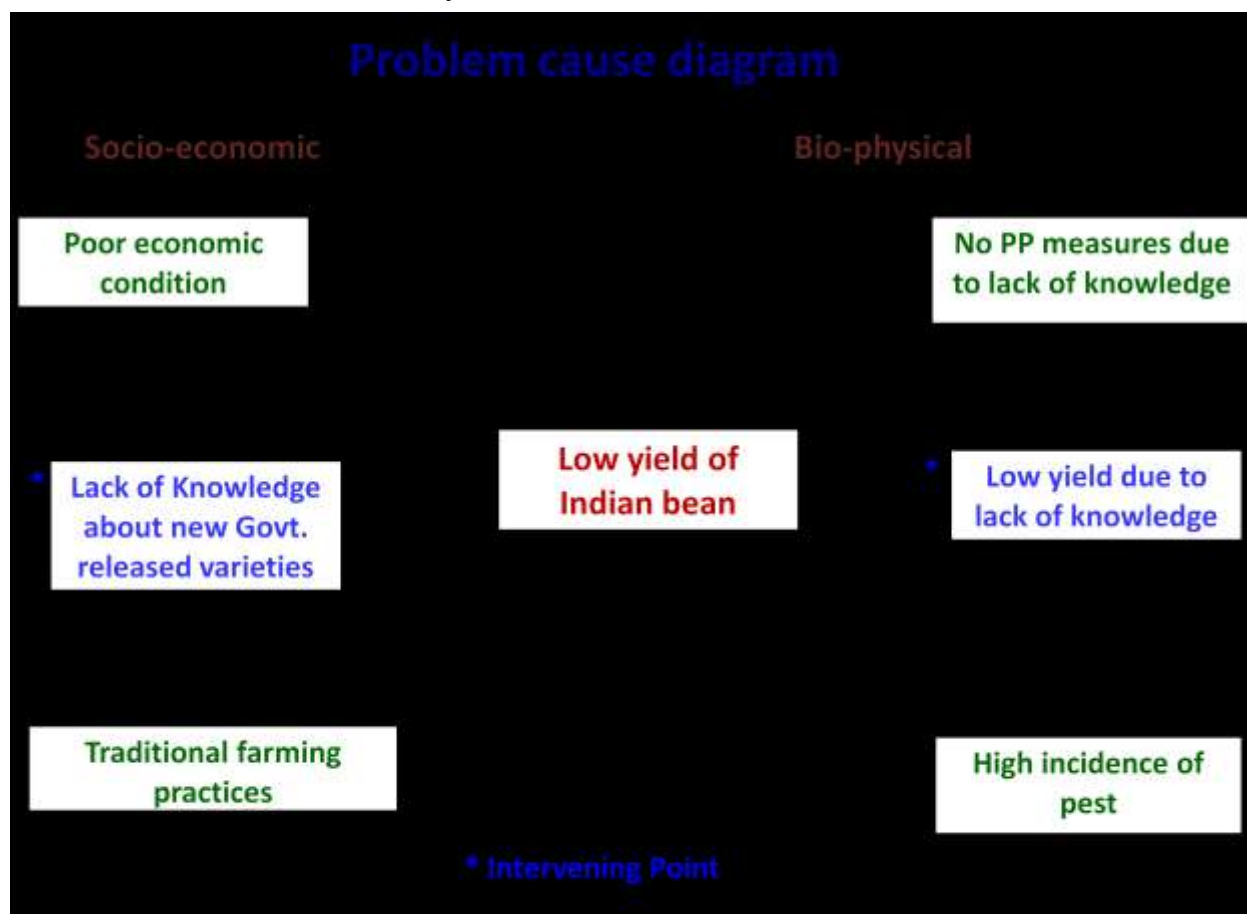 Problem cause diagram
Socio-economic
Bio-physical
Poor economic
condition
No PP measures due
to lack of knowledge
Low yield of
Indian bean
* Lack of Knowledge
about new Govt.
released varieties
* Low yield due to
lack of knowledge
Traditional farming
practices
High incidence of
pest
* Intervening Point